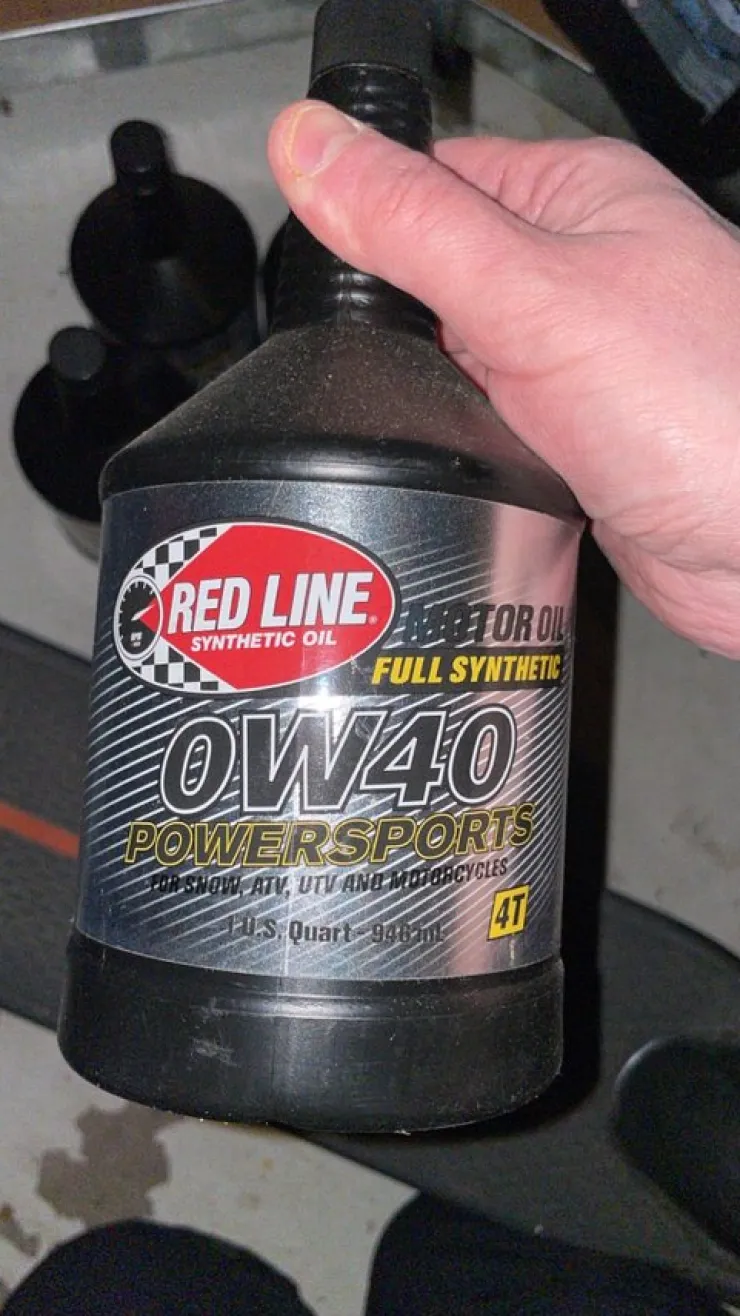 RED LINE®
SYNTHETIC OIL
MOTOR OIL
FULL SYNTHETIC
0W40
POWERSPORTS
FOR SNOW, ATV, UTV AND MOTORCYCLES
1 U.S. Quart - 946 mL
4T